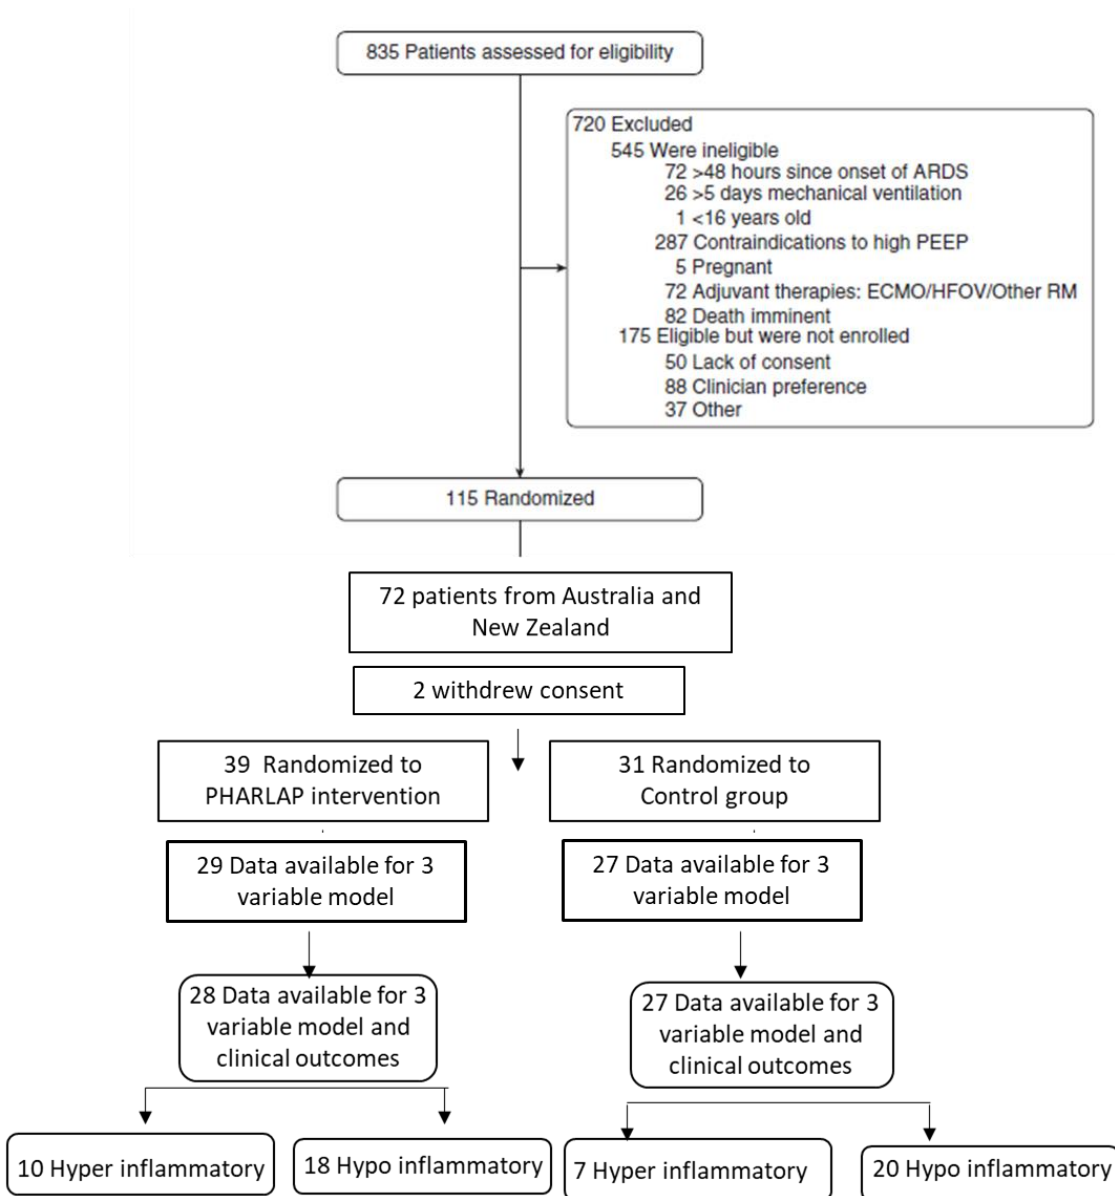 835 Patients assessed for eligibility
720 Excluded
545 Were ineligible
72 >48 hours since onset of ARDS
26 >5 days mechanical ventilation
1 <16 years old
287 Contraindications to high PEEP
5 Pregnant
72 Adjuvant therapies: ECMO/HFOV/Other RM
82 Death imminent
175 Eligible but were not enrolled
50 Lack of consent
88 Clinician preference
37 Other
115 Randomized
72 patients from Australia and
New Zealand
2 withdrew consent
39 Randomized to
PHARLAP intervention
31 Randomized to
Control group
29 Data available for 3
variable model
27 Data available for 3
variable model
28 Data available for 3
variable model and
clinical outcomes
27 Data available for 3
variable model and
clinical outcomes
10 Hyper inflammatory
18 Hypo inflammatory
7 Hyper inflammatory
20 Hypo inflammatory